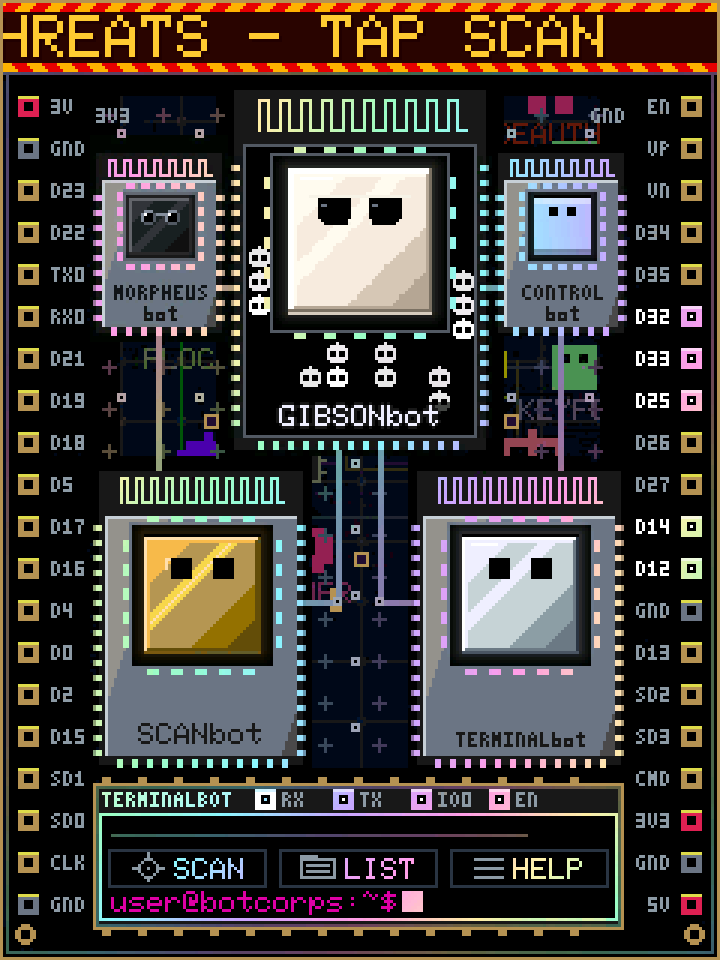 HREATS - TAP SCAN
3V 3V3 GND EN
GND DEAUTH VP
D23 VN
D22 D34
TX0 MORPHEUS CONTROL D35
RX0 bot bot D32
D21 D33
D19 KEYF D25
GIBSONbot
D18 D26
D5 D27
D17 D14
D16 D12
D4 GND
D0 D13
D2 SD2
D15 SCANbot TERMINALbot SD3
SD1 CMD
SD0 TERMINALBOT RX TX IO0 EN 3V3
CLK SCAN LIST HELP GND
GND user@botcorps:~$ 5V